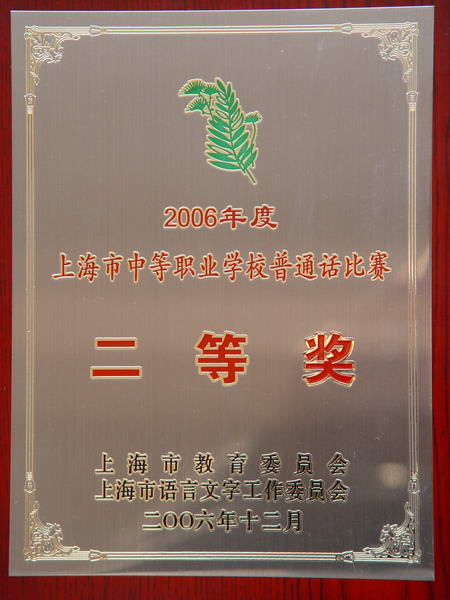 2006年度
上海市中等职业学校普通话比赛
二等奖
上海市教育委员会
上海市语言文字工作委员会
二OO六年十二月